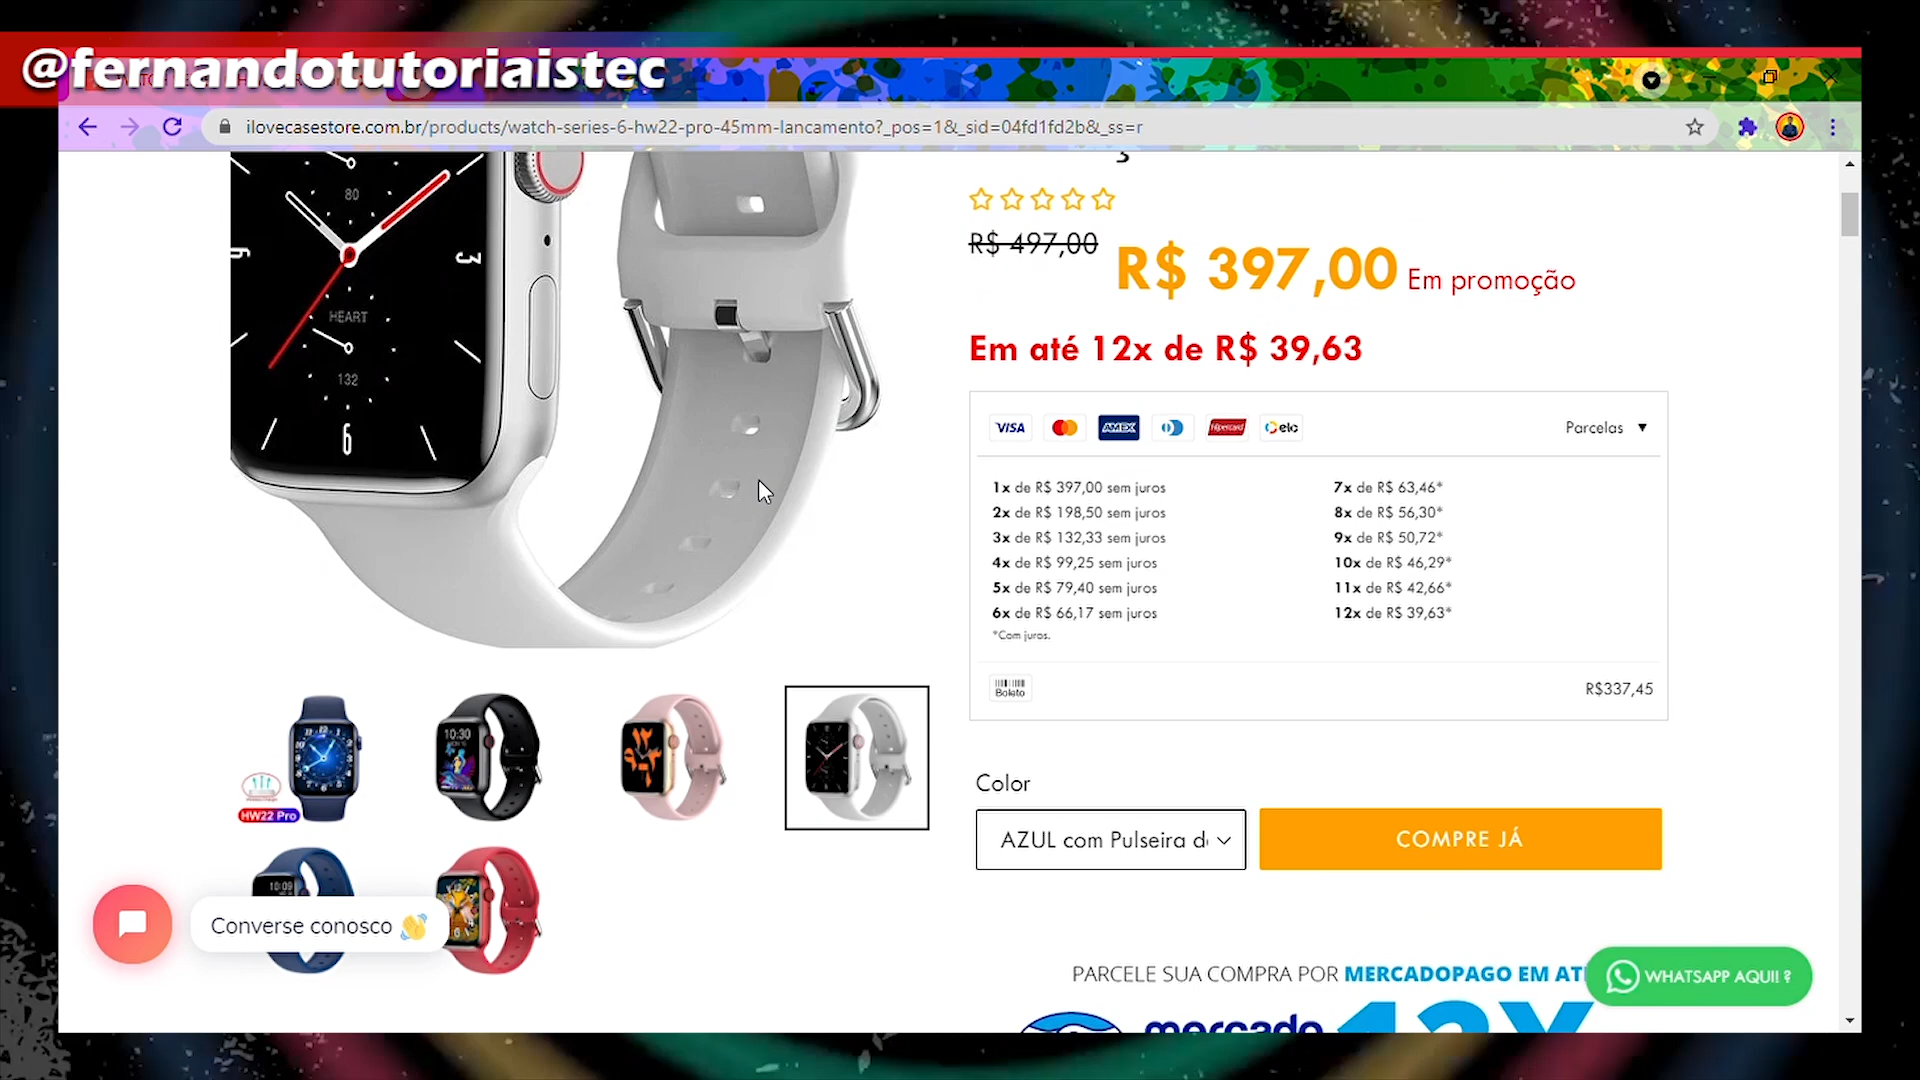 @fernandotutoriaistec
ilovecasestore.com.br/products/watch-series-6-hw22-pro-45mm-lancamento?_pos=1&_sid=04fd1fd2b&_ss=r
80
3
HEART
132
6
R$ 497,00
R$ 397,00 Em promoção
Em até 12x de R$ 39,63
VISA
AMEX
Hipercard
elo
Parcelas
1x de R$ 397,00 sem juros
2x de R$ 198,50 sem juros
3x de R$ 132,33 sem juros
4x de R$ 99,25 sem juros
5x de R$ 79,40 sem juros
6x de R$ 66,17 sem juros
*Com juros.
7x de R$ 63,46*
8x de R$ 56,30*
9x de R$ 50,72*
10x de R$ 46,29*
11x de R$ 42,66*
12x de R$ 39,63*
Boleto
R$337,45
HW22 Pro
10:30
10:09
Color
AZUL com Pulseira d
COMPRE JÁ
Converse conosco
PARCELE SUA COMPRA POR MERCADOPAGO EM AT
WHATSAPP AQUI! ?
mercado
12X